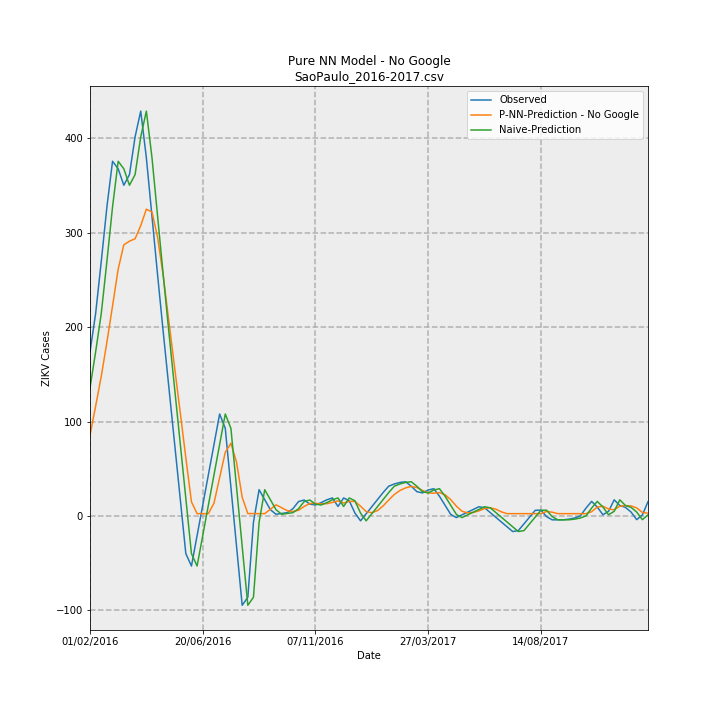 Pure NN Model - No Google
SaoPaulo_2016-2017.csv
Observed
P-NN-Prediction - No Google
Naive-Prediction
ZIKV Cases
400
300
200
100
0
−100
01/02/2016
20/06/2016
07/11/2016
27/03/2017
14/08/2017
Date